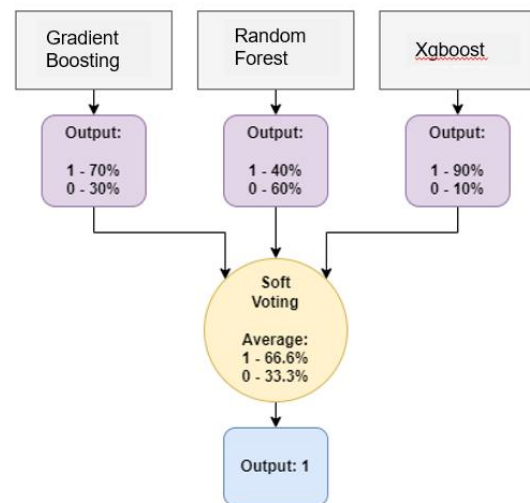 Gradient
Boosting
Random
Forest
Xgboost
Output:
1 - 70%
0 - 30%
Output:
1 - 40%
0 - 60%
Output:
1 - 90%
0 - 10%
Soft
Voting
Average:
1 - 66.6%
0 - 33.3%
Output: 1